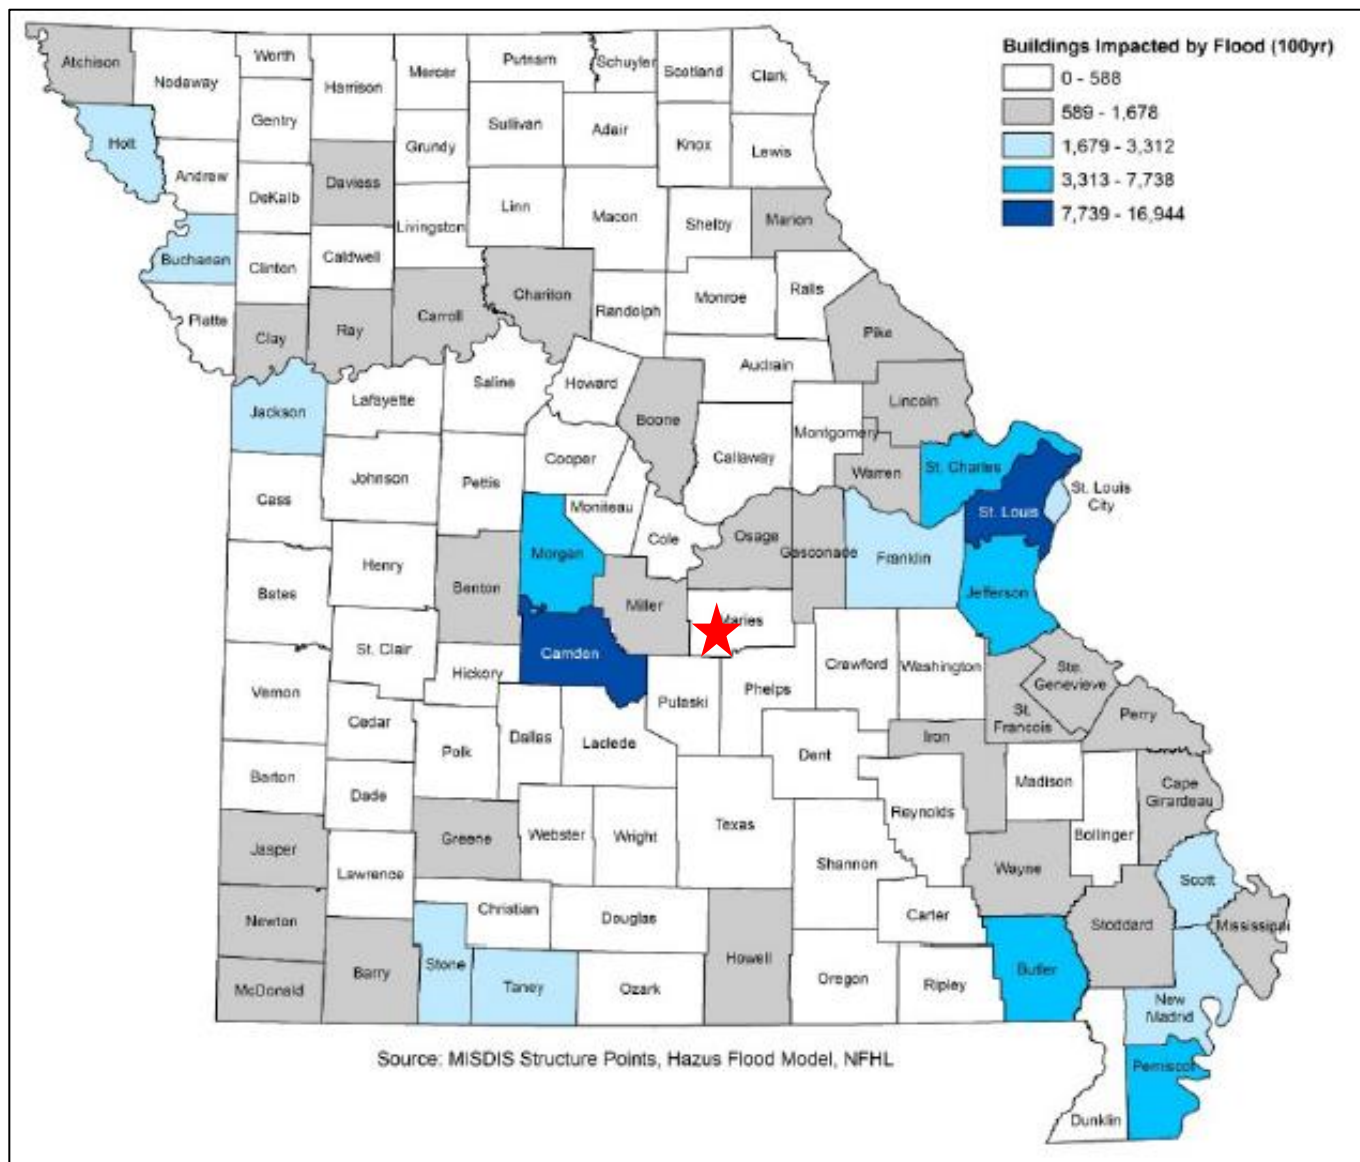 Buildings Impacted by Flood (100yr)
0 - 588
589 - 1,678
1,679 - 3,312
3,313 - 7,738
7,739 - 16,944
Atchison
Nodaway
Worth
Harrison
Mercer
Putnam
Schuyler
Scotland
Clark
Holt
Gentry
Sullivan
Adair
Knox
Lewis
Andrew
Grundy
DeKalb
Daviess
Linn
Macon
Shelby
Marion
Livingston
Buchanan
Clinton
Caldwell
Chariton
Randolph
Monroe
Ralls
Platte
Clay
Ray
Carroll
Pike
Audrain
Saline
Howard
Jackson
Lafayette
Boone
Lincoln
Callaway
Montgomery
Cooper
Warren
St. Charles
Cass
Johnson
Pettis
Moniteau
St. Louis
St. Louis
City
Cole
Osage
Gasconade
Franklin
Henry
Morgan
Bates
Benton
Miller
Jefferson
Maries
St. Clair
Camden
Crawford
Washington
Hickory
Ste.
Genevieve
Vernon
Pulaski
Phelps
St.
Francois
Perry
Cedar
Polk
Dallas
Laclede
Iron
Dent
Barton
Dade
Madison
Cape
Girardeau
Reynolds
Texas
Bollinger
Jasper
Greene
Webster
Wright
Shannon
Wayne
Lawrence
Scott
Newton
Christian
Douglas
Carter
Stoddard
Mississippi
McDonald
Barry
Stone
Taney
Ozark
Howell
Oregon
Ripley
Butler
New
Madrid
Source: MISDIS Structure Points, Hazus Flood Model, NFHL
Pemiscot
Dunklin